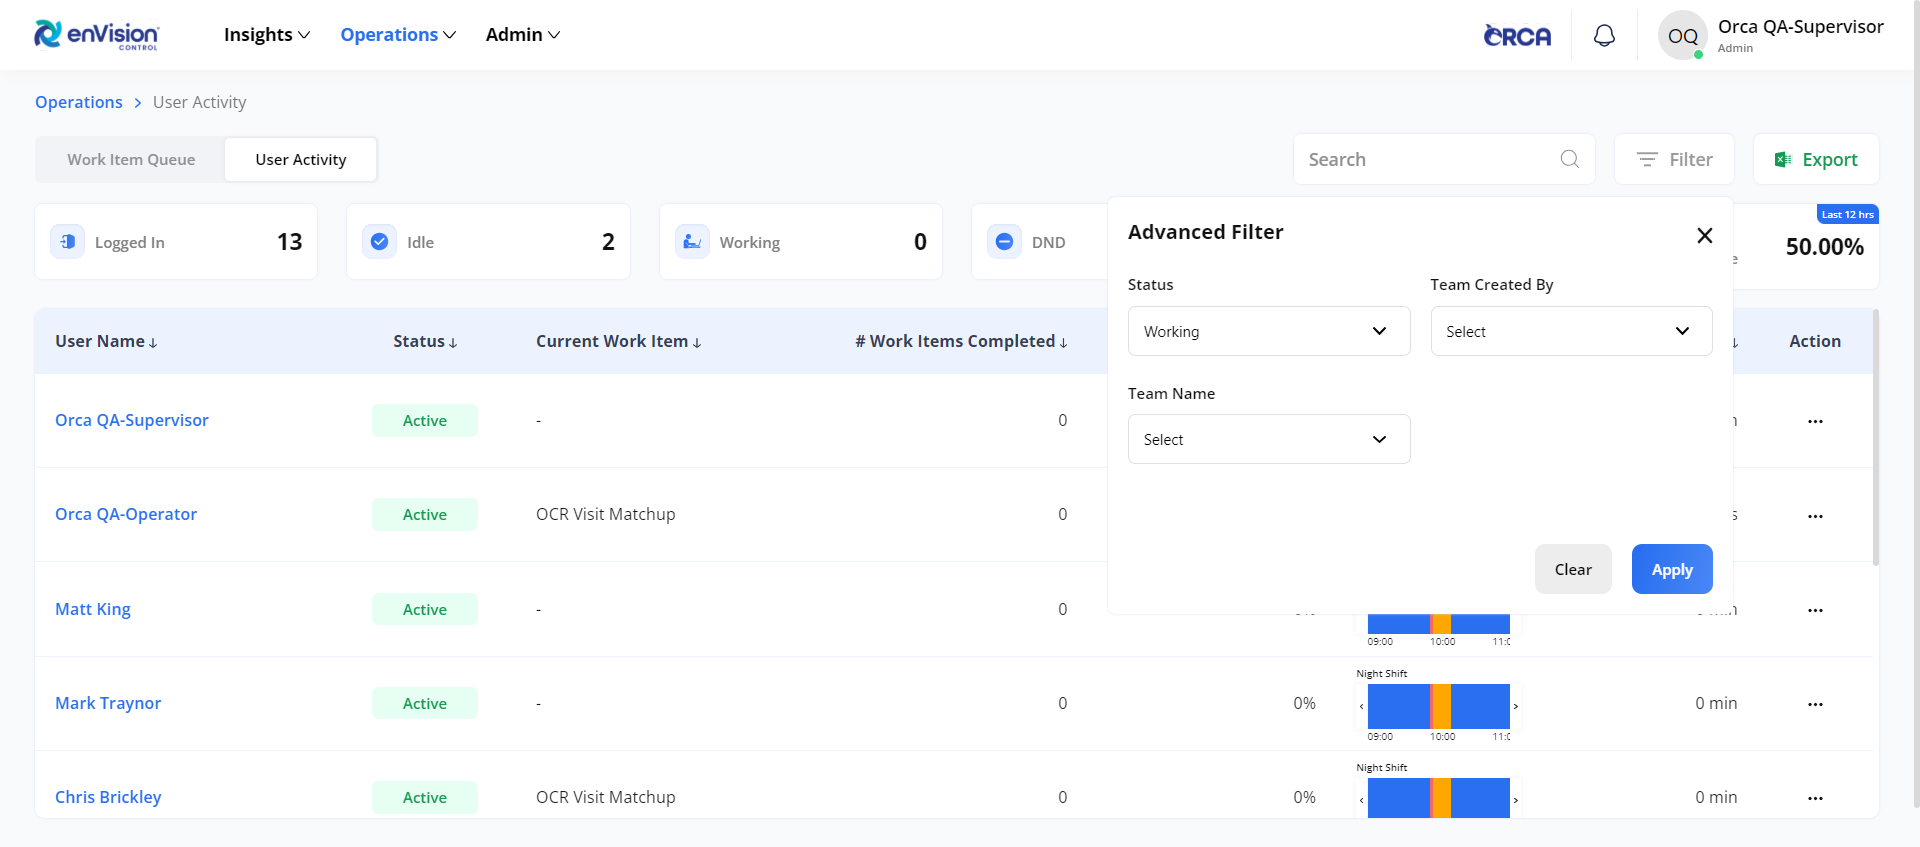 enVision
CONTROL
Insights
Operations
Admin
ORCA
OQ
Orca QA-Supervisor
Admin
Operations > User Activity
Work Item Queue
User Activity
Search
Filter
Export
Logged In
13
Idle
2
Working
0
DND
Last 12 hrs
50.00%
Advanced Filter
Status
Team Created By
Working
Select
Team Name
Select
Clear
Apply
User Name ↓
Status ↓
Current Work Item ↓
# Work Items Completed ↓
Action
Orca QA-Supervisor
Active
-
0
...
Orca QA-Operator
Active
OCR Visit Matchup
0
...
Matt King
Active
-
0
09:00
10:00
...
Mark Traynor
Active
-
0
0%
Night Shift
09:00
10:00
0 min
...
Chris Brickley
Active
OCR Visit Matchup
0
0%
Night Shift
0 min
...